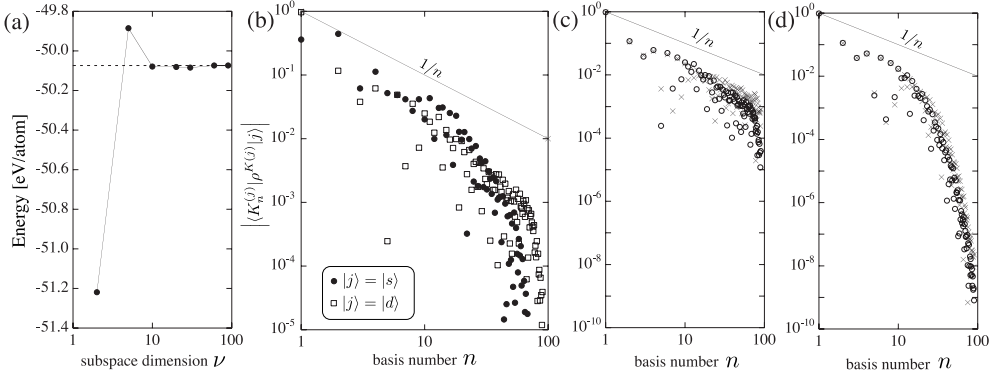 (a)
-49.8
-50.0
-50.2
-50.4
-50.6
-50.8
-51.0
-51.2
-51.4
Energy [eV/atom]
1
10
100
subspace dimension ν
(b)
10^0
10^-1
10^-2
10^-3
10^-4
10^-5
|⟨K_n^(j)|ρ^K(j)|j⟩|
1/n
|j⟩ = |s⟩
|j⟩ = |d⟩
1
10
100
basis number n
(c)
10^0
10^-2
10^-4
10^-6
10^-8
10^-10
1/n
1
10
100
basis number n
(d)
10^0
10^-2
10^-4
10^-6
10^-8
10^-10
1/n
1
10
100
basis number n